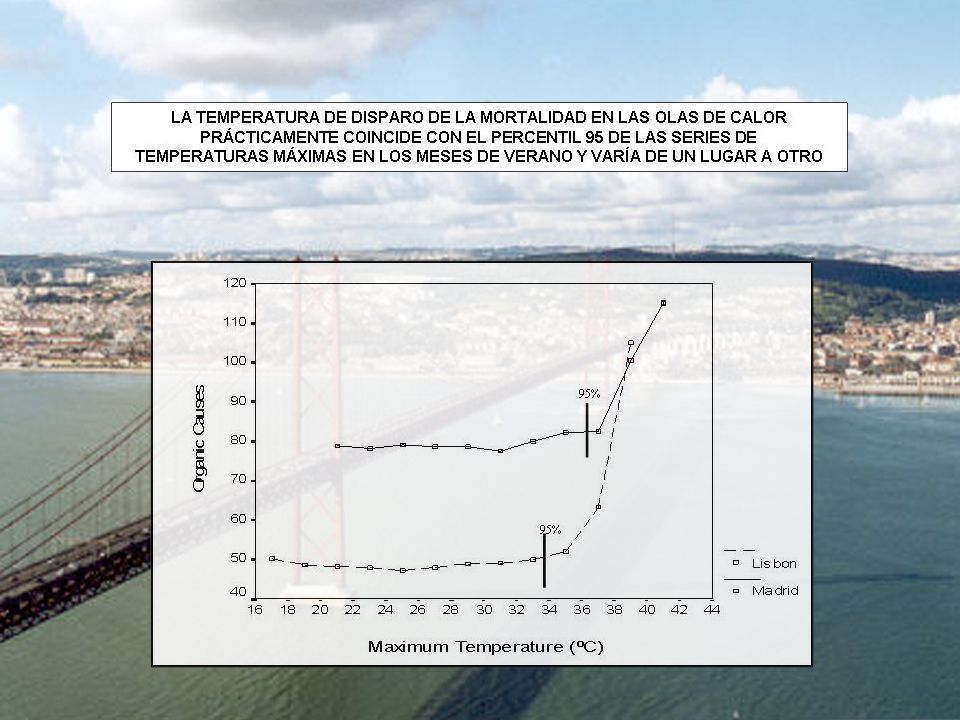 LA TEMPERATURA DE DISPARO DE LA MORTALIDAD EN LAS OLAS DE CALOR
PRÁCTICAMENTE COINCIDE CON EL PERCENTIL 95 DE LAS SERIES DE
TEMPERATURAS MÁXIMAS EN LOS MESES DE VERANO Y VARÍA DE UN LUGAR A OTRO
120
110
100
90
80
70
60
50
40
Organic Causes
95%
95%
16 18 20 22 24 26 28 30 32 34 36 38 40 42 44
Maximum Temperature (ºC)
Lisbon
Madrid